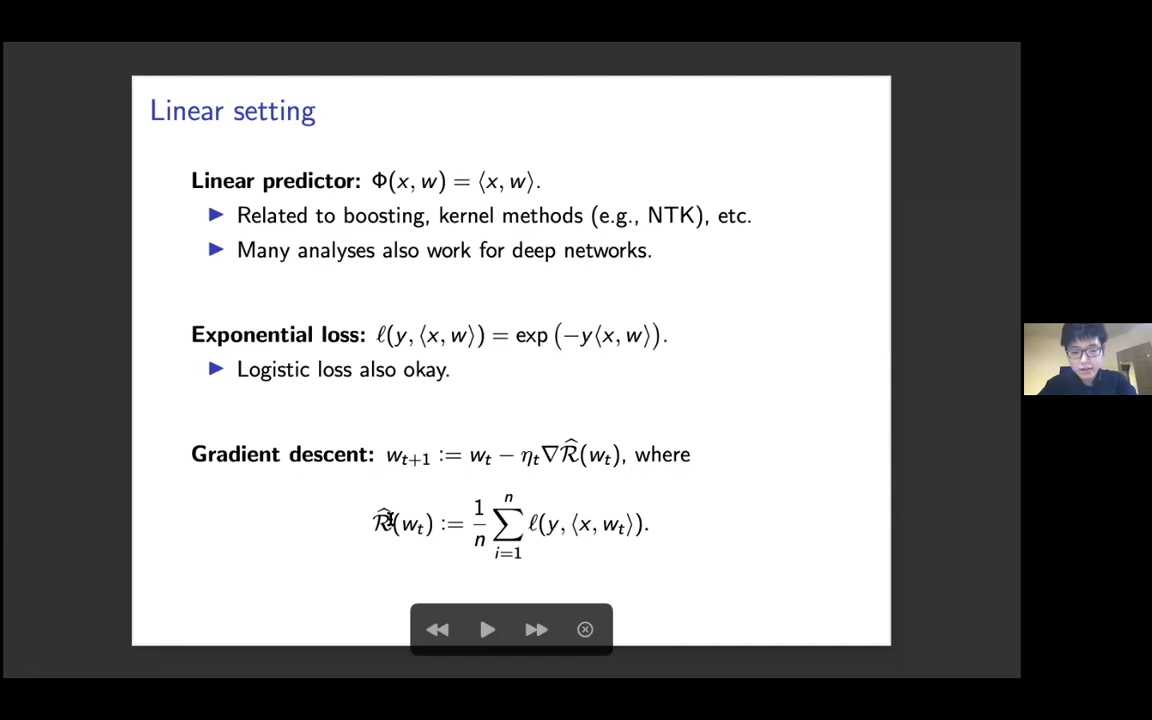 Linear setting
Linear predictor: Φ(x, w) = ⟨x, w⟩.
▶ Related to boosting, kernel methods (e.g., NTK), etc.
▶ Many analyses also work for deep networks.
Exponential loss: ℓ(y, ⟨x, w⟩) = exp (−y⟨x, w⟩).
▶ Logistic loss also okay.
Gradient descent: w_{t+1} := w_t − η_t∇R̂(w_t), where
R̂(w_t) := 1/n ∑_{i=1}^{n} ℓ(y, ⟨x, w_t⟩).